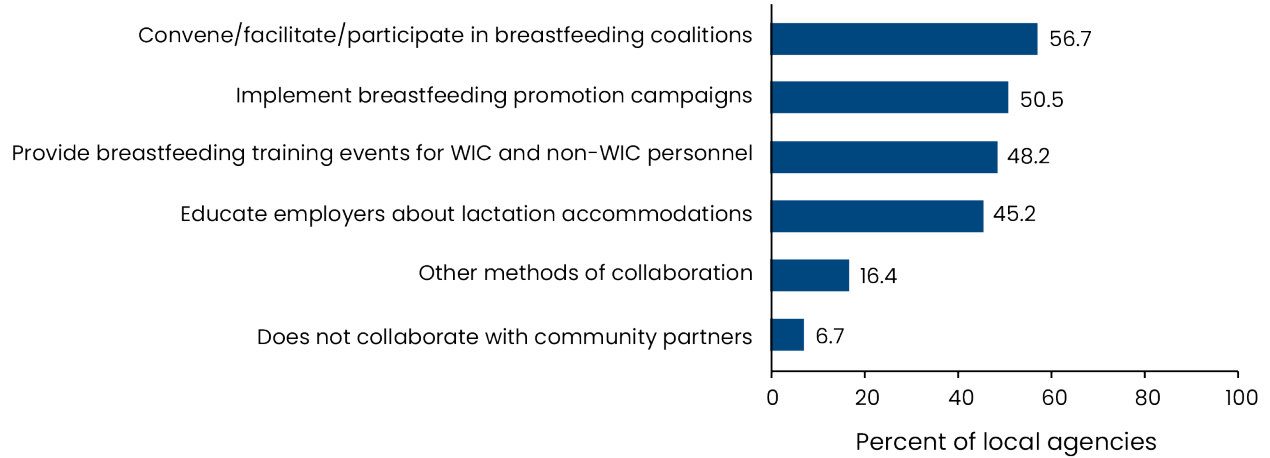 Convene/facilitate/participate in breastfeeding coalitions 56.7
Implement breastfeeding promotion campaigns 50.5
Provide breastfeeding training events for WIC and non-WIC personnel 48.2
Educate employers about lactation accommodations 45.2
Other methods of collaboration 16.4
Does not collaborate with community partners 6.7
0 20 40 60 80 100
Percent of local agencies